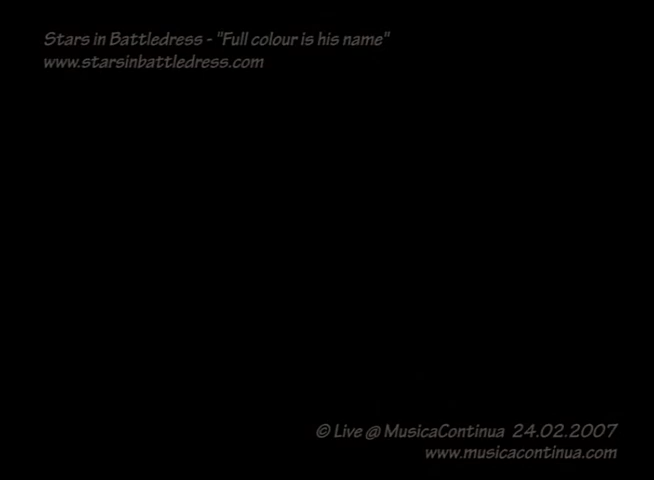 Stars in Battledress - "Full colour is his name"
www.starsinbattledress.com
© Live @ MusicaContinua 24.02.2007
www.musicacontinua.com